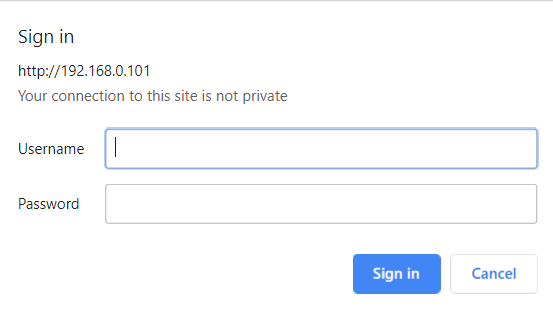 Sign in
http://192.168.0.101
Your connection to this site is not private
Username
Password
Sign in Cancel